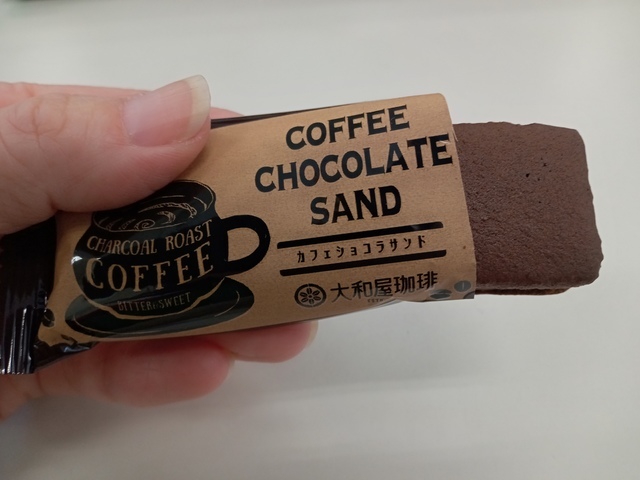 COFFEE
CHOCOLATE
SAND
カフェショコラサンド
大和屋珈琲
CHARCOAL ROAST
COFFEE
BITTER & SWEET